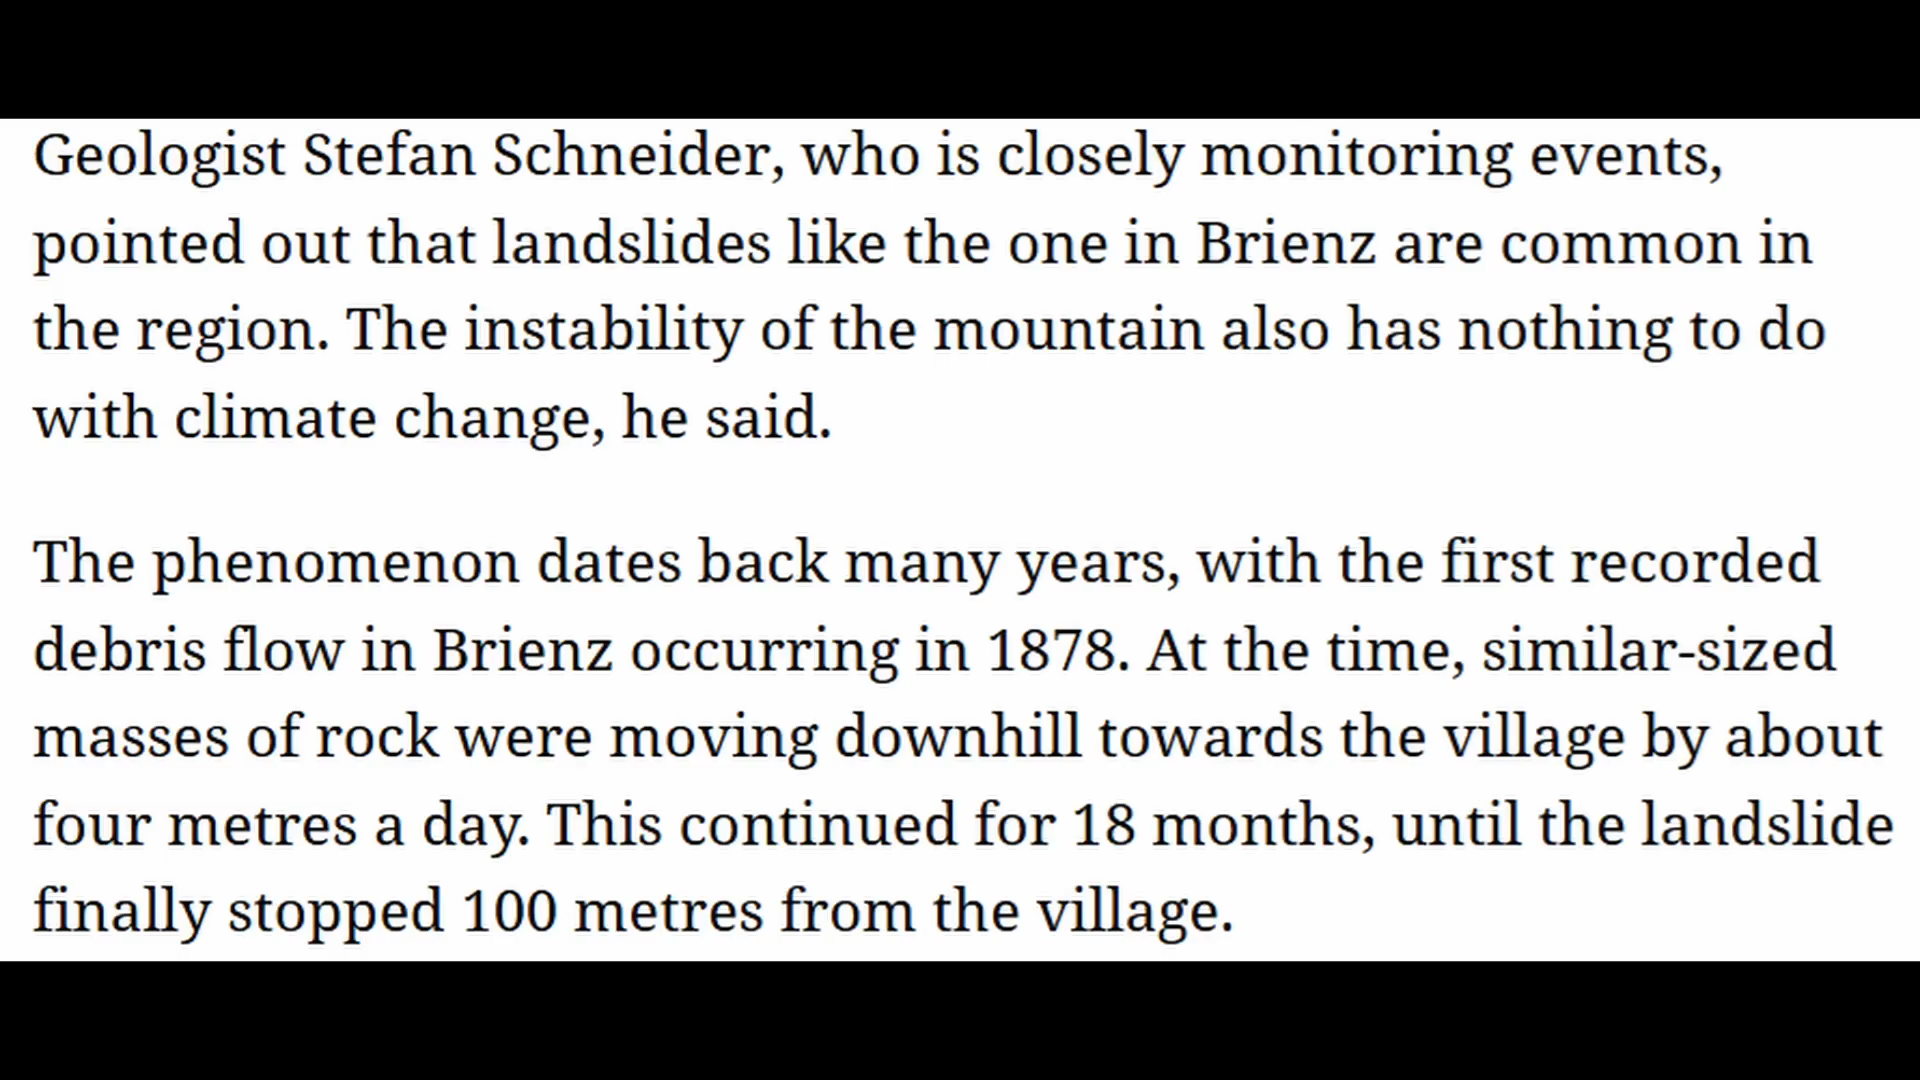 Geologist Stefan Schneider, who is closely monitoring events,
pointed out that landslides like the one in Brienz are common in
the region. The instability of the mountain also has nothing to do
with climate change, he said.
The phenomenon dates back many years, with the first recorded
debris flow in Brienz occurring in 1878. At the time, similar-sized
masses of rock were moving downhill towards the village by about
four metres a day. This continued for 18 months, until the landslide
finally stopped 100 metres from the village.